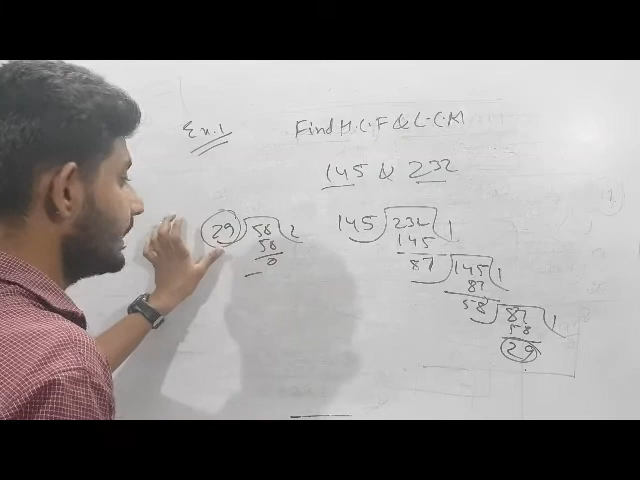 Ex.1 Find H.C.F & L.C.M
145 & 232
29 58 2
58
0
145 232 1
145
87 145 1
87
58 87 1
58
29